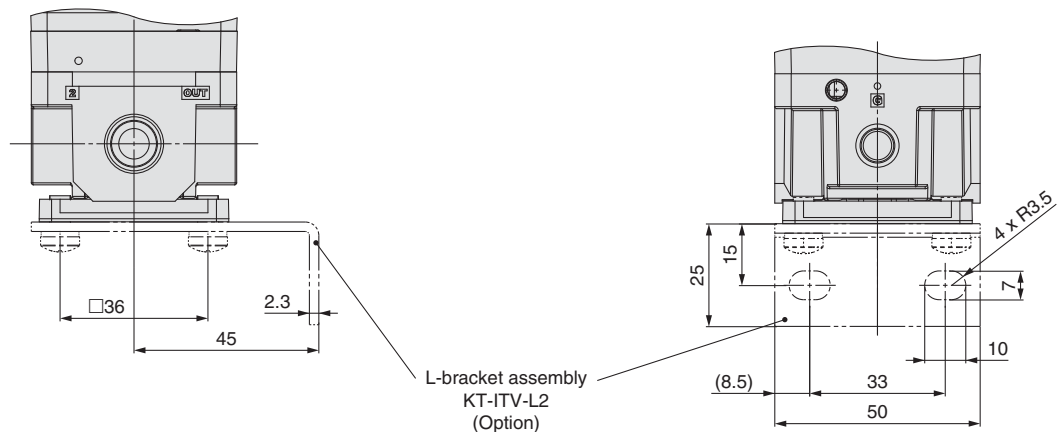 2
OUT
□36
2.3
45
L-bracket assembly
KT-ITV-L2
(Option)
G
4 x R3.5
15
25
7
10
(8.5)
33
50